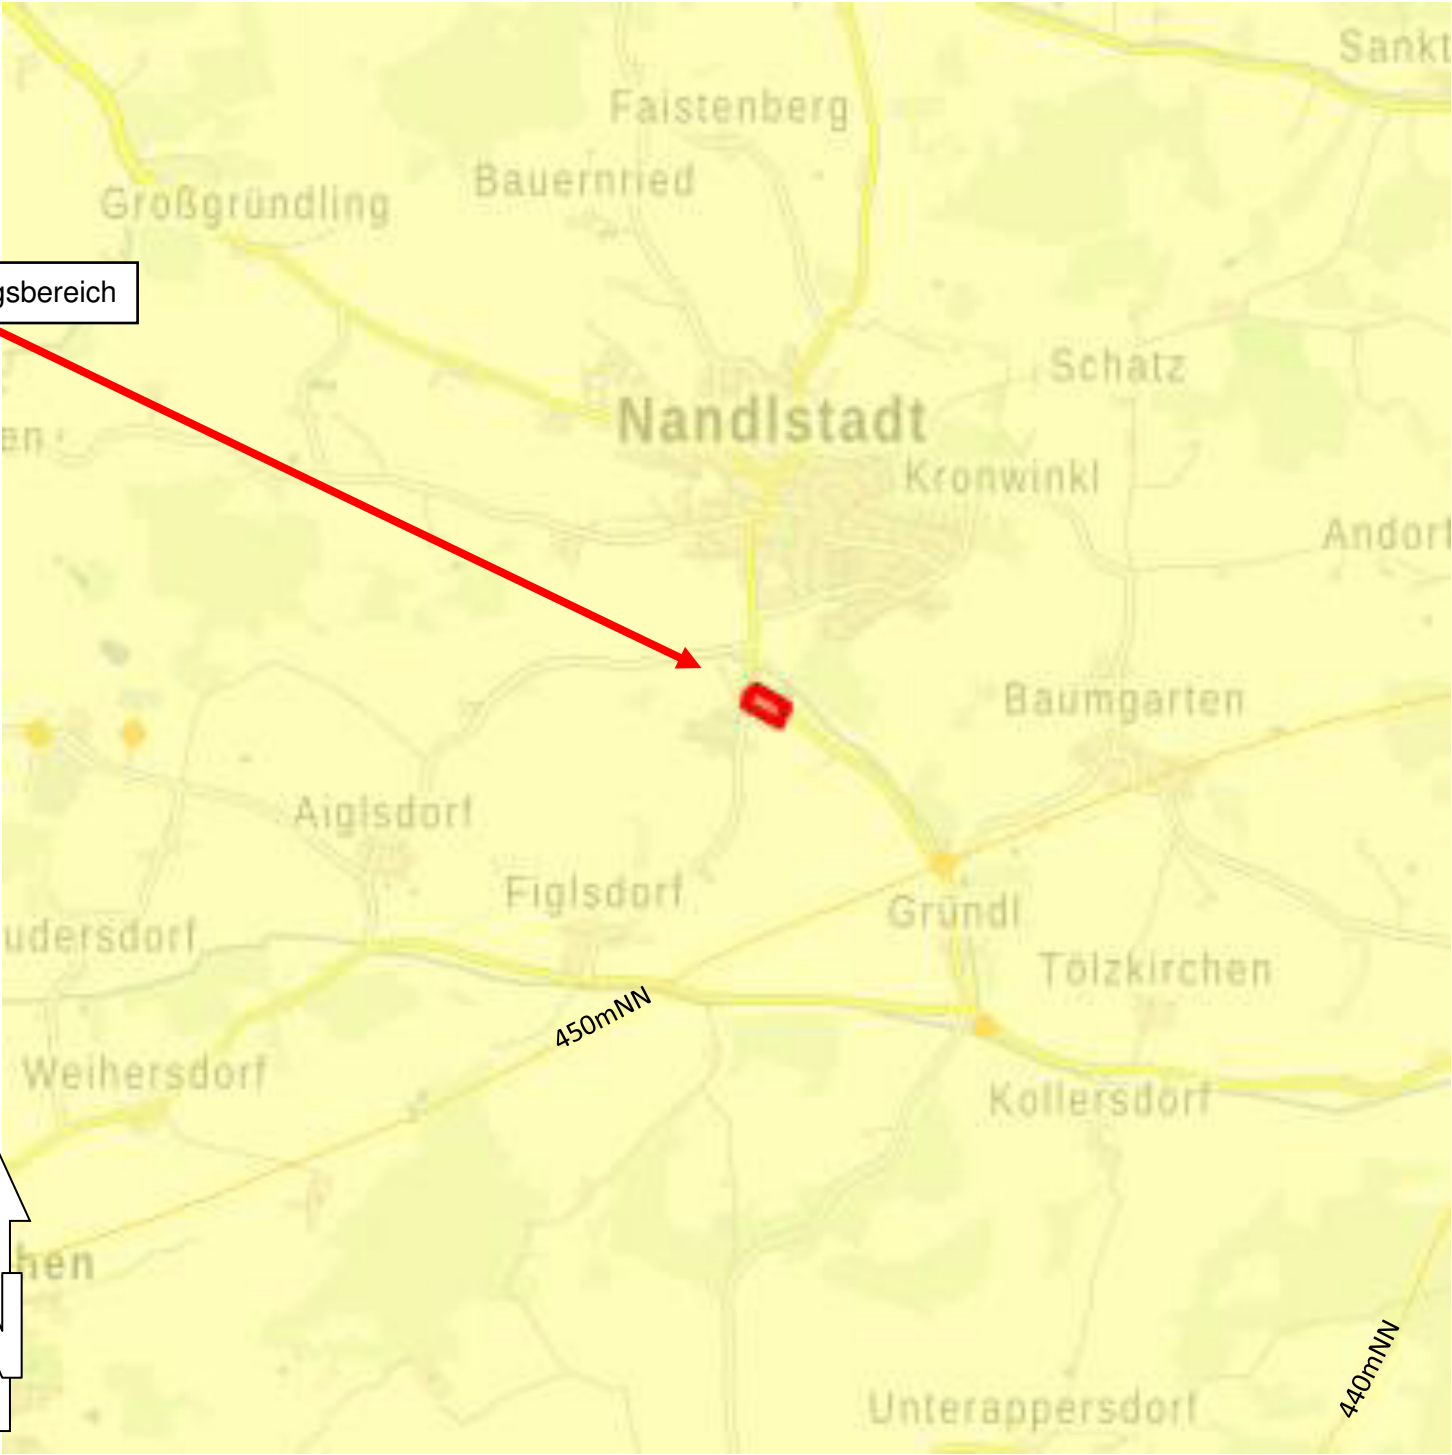 Sankt
Faistenberg
Bauernried
Großgründling
gsbereich
Schatz
Nandlstadt
en
Kronwinkl
Andorf
Baumgarten
Aiglsdorf
Figlsdorf
Gründl
udersdorf
Tölzkirchen
450mNN
Weihersdorf
Kollersdorf
hen
440mNN
Unterappersdorf